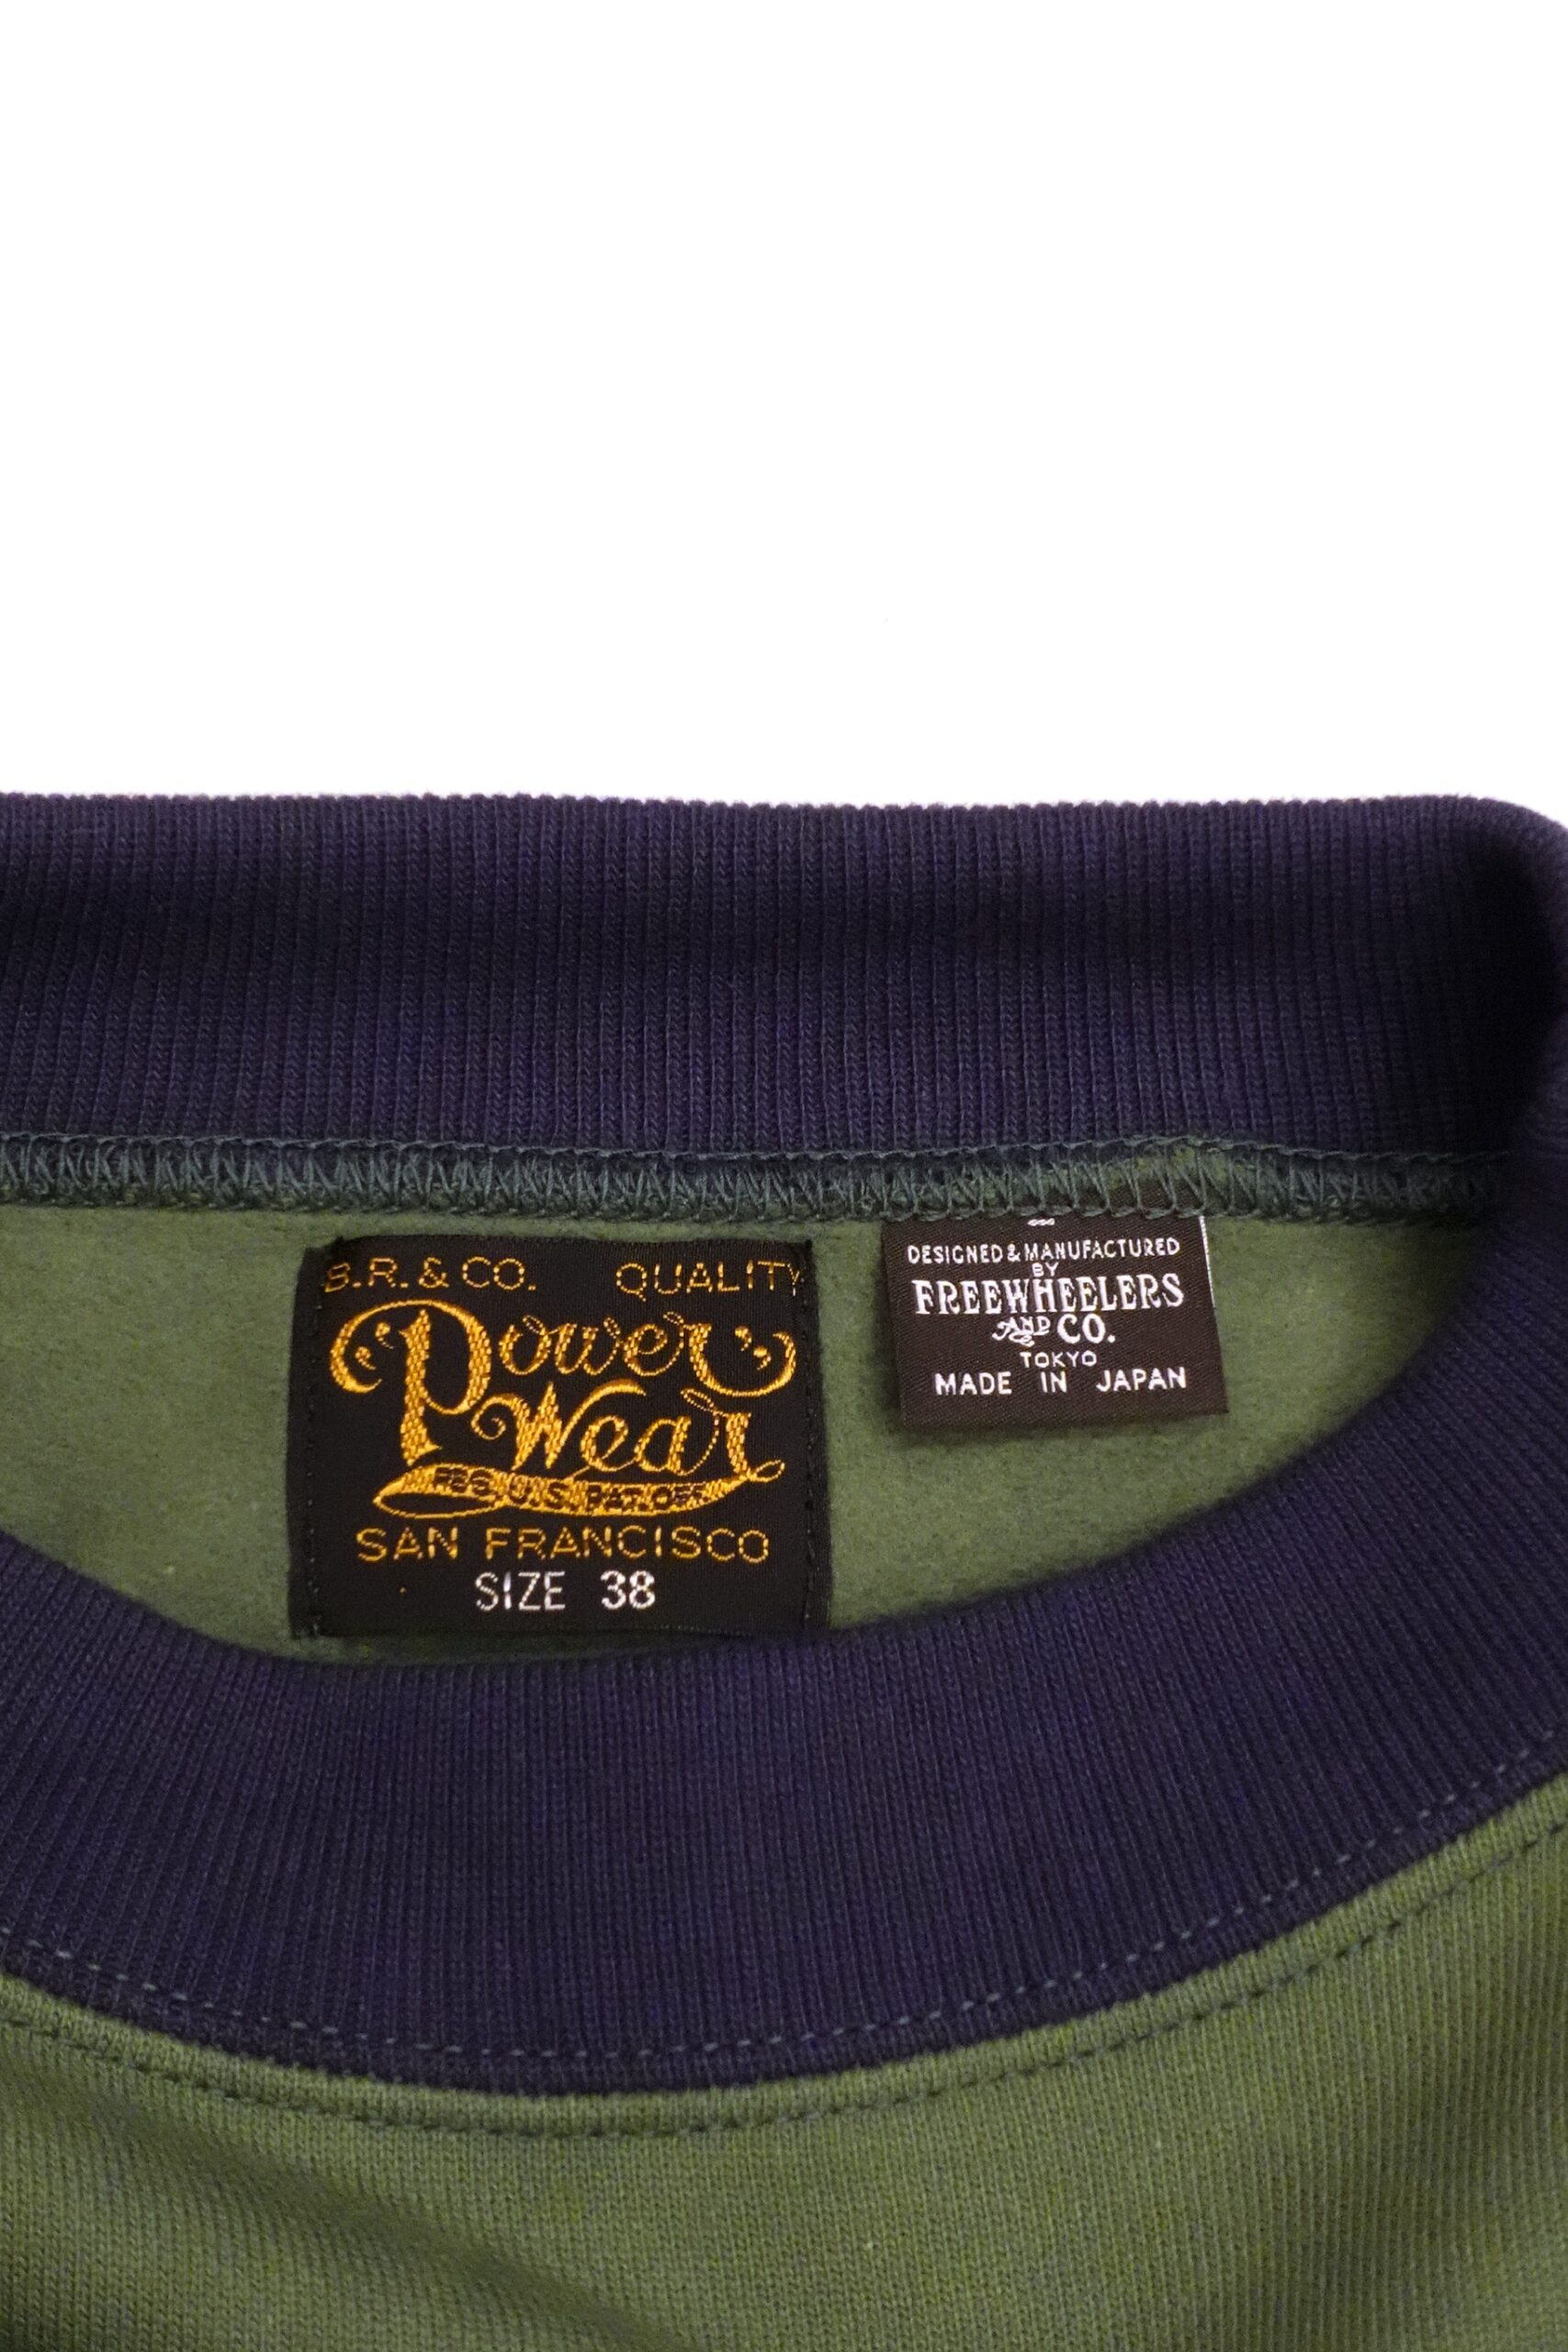 B.R. & CO. QUALITY
Power
Wear
REG. U.S. PAT. OFF.
SAN FRANCISCO
SIZE 38
DESIGNED & MANUFACTURED
BY
FREEWHEELERS
AND CO.
TOKYO
MADE IN JAPAN